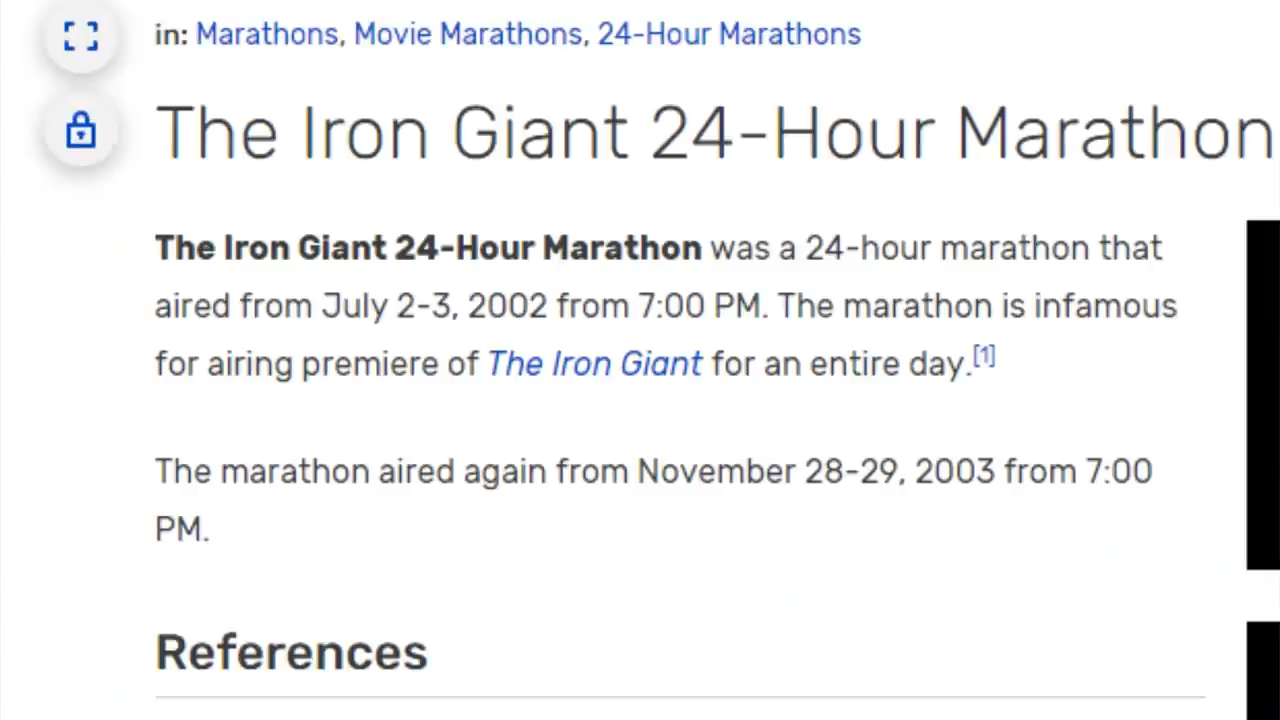 in: Marathons, Movie Marathons, 24-Hour Marathons
The Iron Giant 24-Hour Marathon
The Iron Giant 24-Hour Marathon was a 24-hour marathon that
aired from July 2-3, 2002 from 7:00 PM. The marathon is infamous
for airing premiere of The Iron Giant for an entire day.[1]
The marathon aired again from November 28-29, 2003 from 7:00
PM.
References